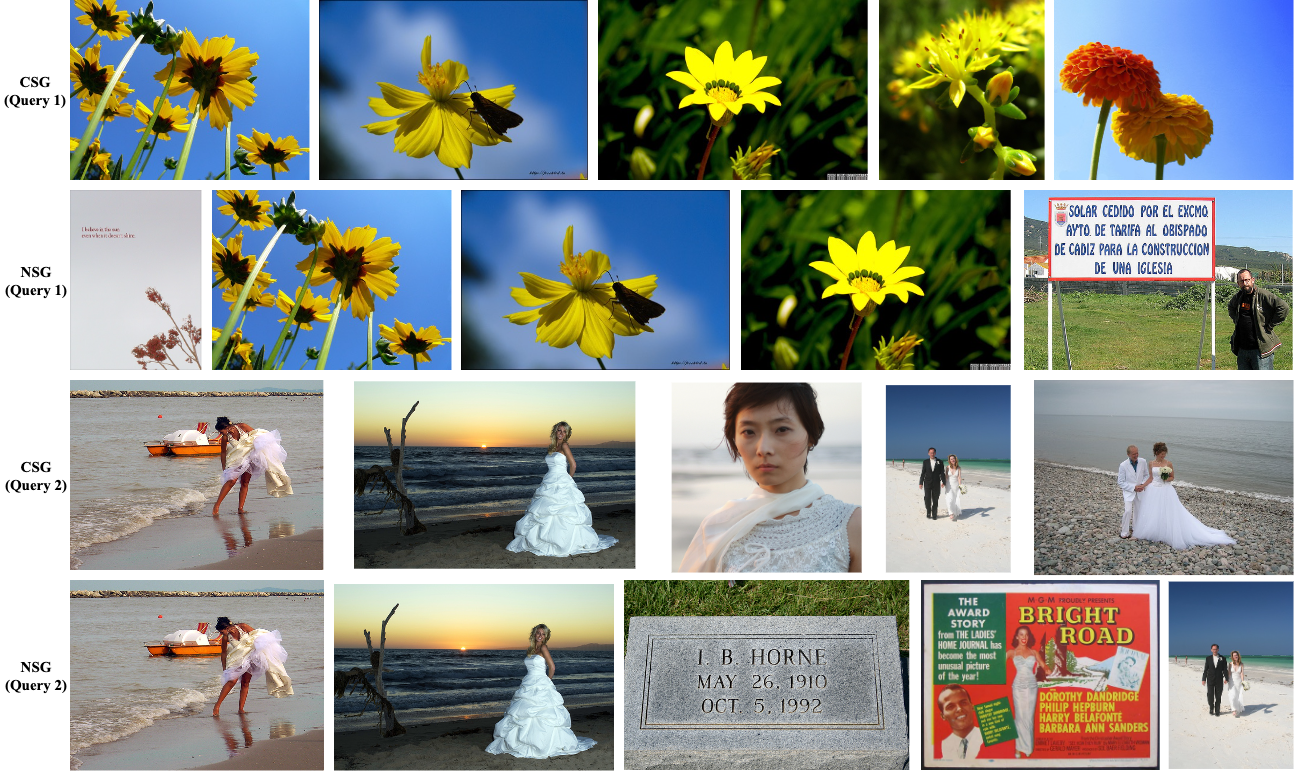 CSG
(Query 1)
NSG
(Query 1)
I believe in the sun
even when it doesn't shine
SOLAR CEDIDO POR EL EXCMO
AYTO. DE TARIFA AL OBISPADO
DE CADIZ PARA LA CONSTRUCCION
DE UNA IGLESIA
CSG
(Query 2)
NSG
(Query 2)
L. B. HORNE
MAY 26, 1910
OCT. 5, 1992
THE
AWARD
STORY
from THE LADIES'
HOME JOURNAL has
become the most
unusual picture
of the year!
M-G-M PROUDLY PRESENTS
BRIGHT
ROAD
DOROTHY DANDRIDGE
PHILIP HEPBURN
HARRY BELAFONTE
BARBARA ANN SANDERS